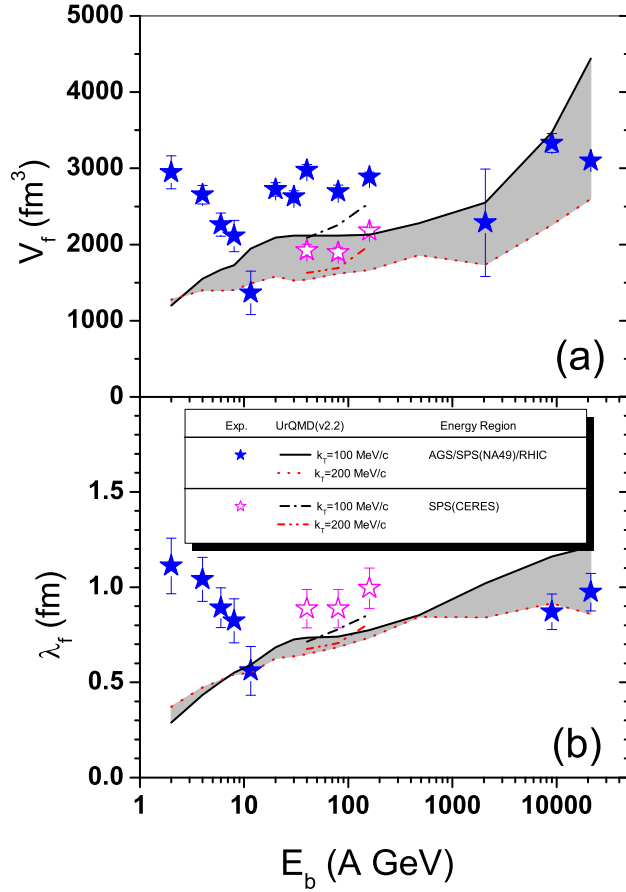 5000
4000
3000
2000
1000
0
V_f (fm³)
(a)
Exp. UrQMD(v2.2) Energy Region
k_T=100 MeV/c AGS/SPS(NA49)/RHIC
k_T=200 MeV/c
k_T=100 MeV/c SPS(CERES)
k_T=200 MeV/c
1.5
1.0
0.5
0.0
λ_f (fm)
(b)
1 10 100 1000 10000
E_b (A GeV)